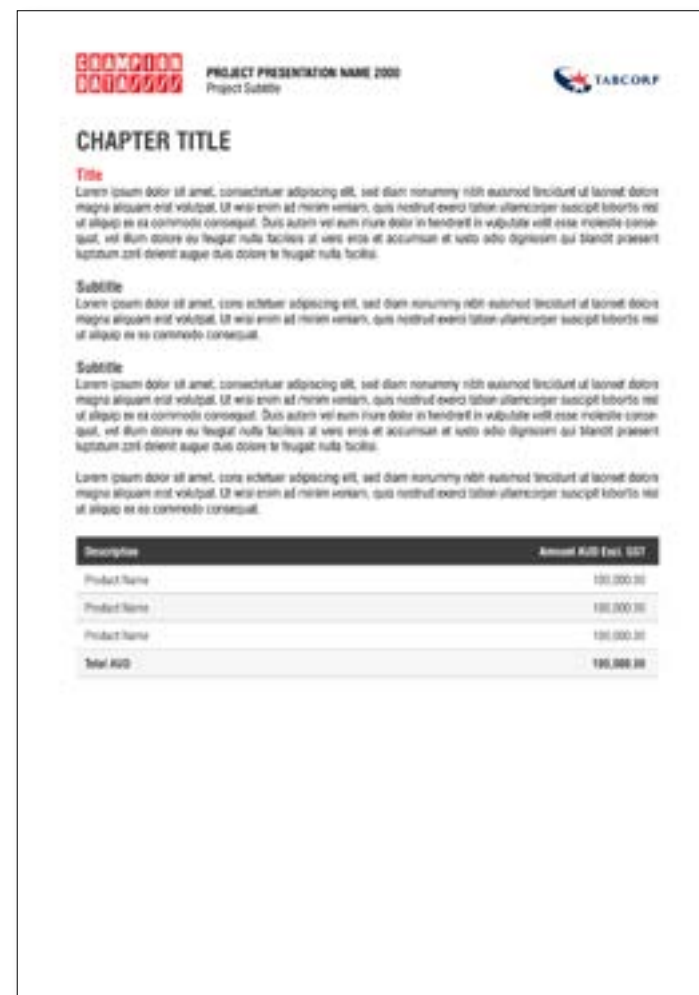 CHAMPION
DATA
PROJECT PRESENTATION NAME 2000
Project Subtitle
TABCORP
CHAPTER TITLE
Title
Lorem ipsum dolor sit amet, consectetuer adipiscing elit, sed diam nonummy nibh euismod tincidunt ut laoreet dolore
magna aliquam erat volutpat. Ut wisi enim ad minim veniam, quis nostrud exerci tation ullamcorper suscipit lobortis nisl
ut aliquip ex ea commodo consequat. Duis autem vel eum iriure dolor in hendrerit in vulputate velit esse molestie conse-
quat, vel illum dolore eu feugiat nulla facilisis at vero eros et accumsan et iusto odio dignissim qui blandit praesent
luptatum zzril delenit augue duis dolore te feugait nulla facilisi.
Subtitle
Lorem ipsum dolor sit amet, cons ectetuer adipiscing elit, sed diam nonummy nibh euismod tincidunt ut laoreet dolore
magna aliquam erat volutpat. Ut wisi enim ad minim veniam, quis nostrud exerci tation ullamcorper suscipit lobortis nisl
ut aliquip ex ea commodo consequat.
Subtitle
Lorem ipsum dolor sit amet, consectetuer adipiscing elit, sed diam nonummy nibh euismod tincidunt ut laoreet dolore
magna aliquam erat volutpat. Ut wisi enim ad minim veniam, quis nostrud exerci tation ullamcorper suscipit lobortis nisl
ut aliquip ex ea commodo consequat. Duis autem vel eum iriure dolor in hendrerit in vulputate velit esse molestie conse-
quat, vel illum dolore eu feugiat nulla facilisis at vero eros et accumsan et iusto odio dignissim qui blandit praesent
luptatum zzril delenit augue duis dolore te feugait nulla facilisi.
Lorem ipsum dolor sit amet, cons ectetuer adipiscing elit, sed diam nonummy nibh euismod tincidunt ut laoreet dolore
magna aliquam erat volutpat. Ut wisi enim ad minim veniam, quis nostrud exerci tation ullamcorper suscipit lobortis nisl
ut aliquip ex ea commodo consequat.
Description Amount AUD Excl. GST
Product Name 100,000.00
Product Name 100,000.00
Product Name 100,000.00
Total AUD 100,000.00